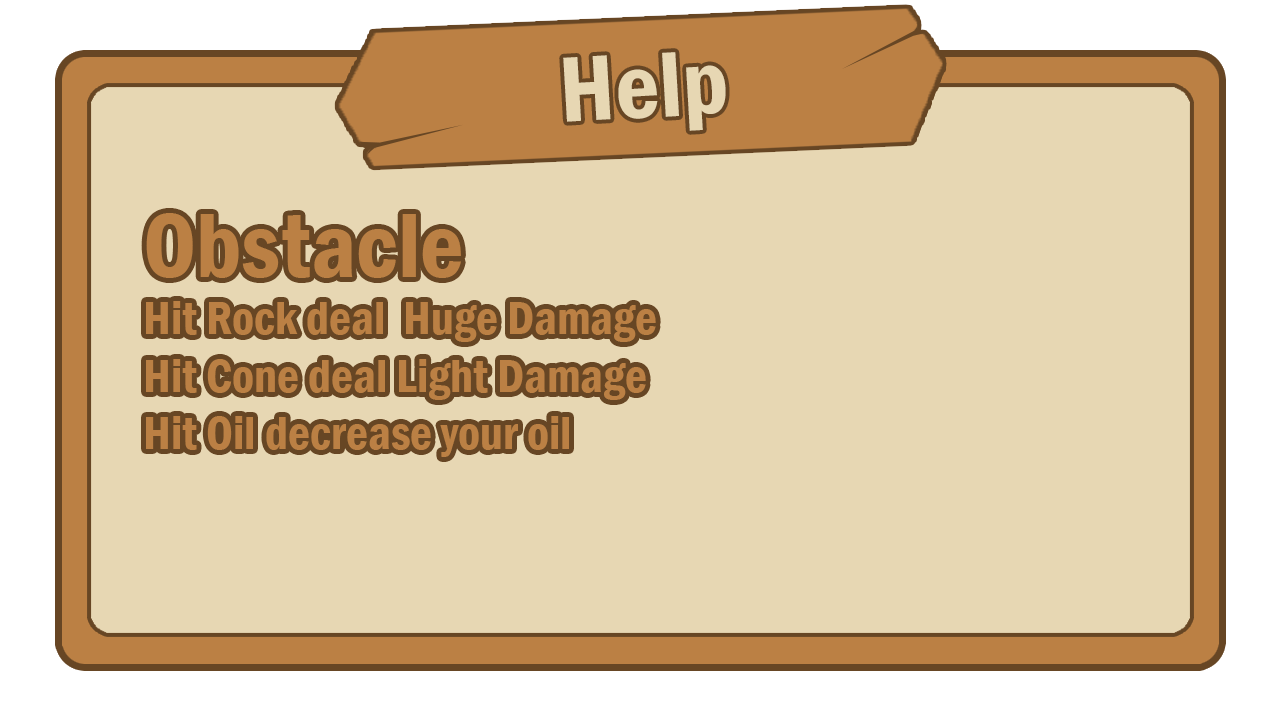 Help
Obstacle
Hit Rock deal  Huge Damage
Hit Cone deal Light Damage
Hit Oil decrease your oil